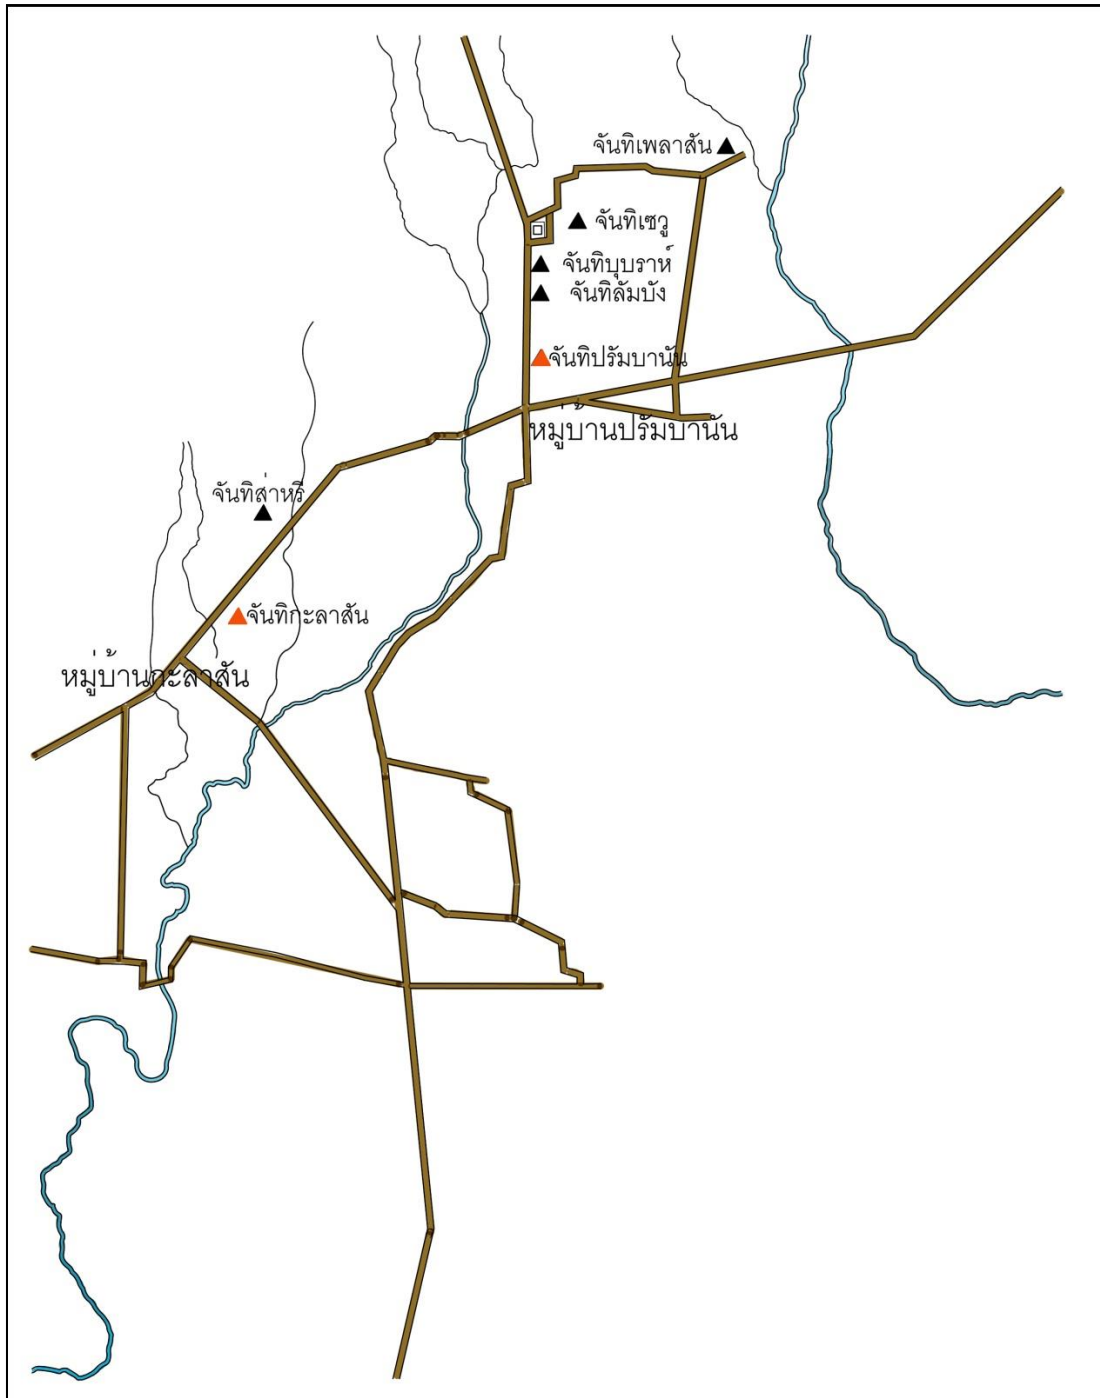 จันทิเพลาสัน
จันทิเซวู
จันทิบุบราห์
จันทิลัมบัง
จันทิปรัมบานัน
หมู่บ้านปรัมบานัน
จันทิส่าหรี
จันทิกะลาสัน
หมู่บ้านกะลาสัน